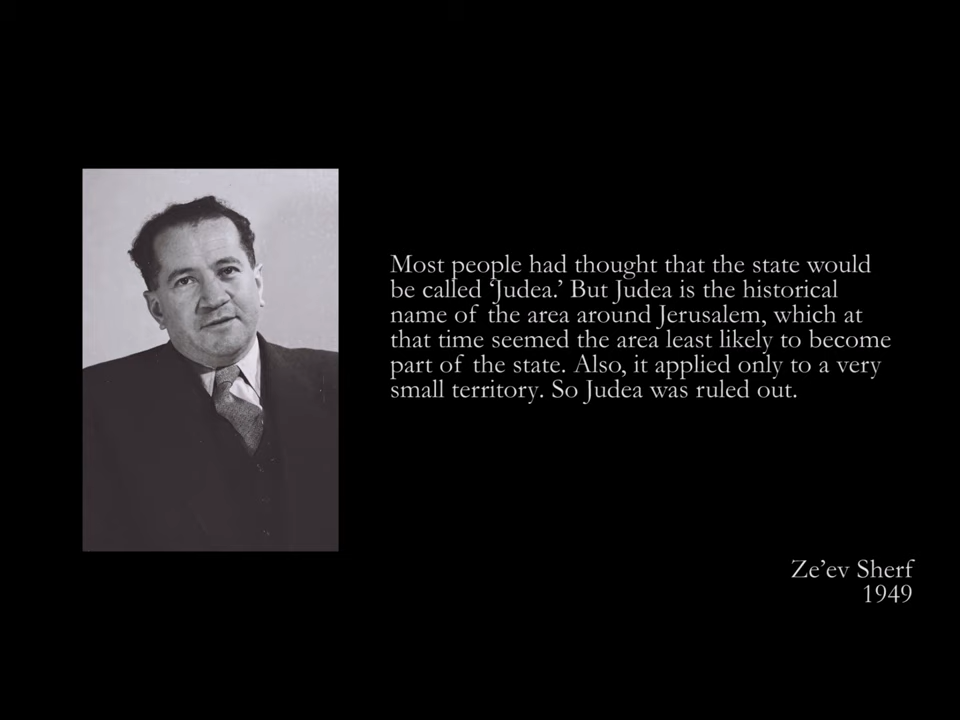 Most people had thought that the state would
be called ‘Judea.’ But Judea is the historical
name of the area around Jerusalem, which at
that time seemed the area least likely to become
part of the state. Also, it applied only to a very
small territory. So Judea was ruled out.
Ze’ev Sherf
1949